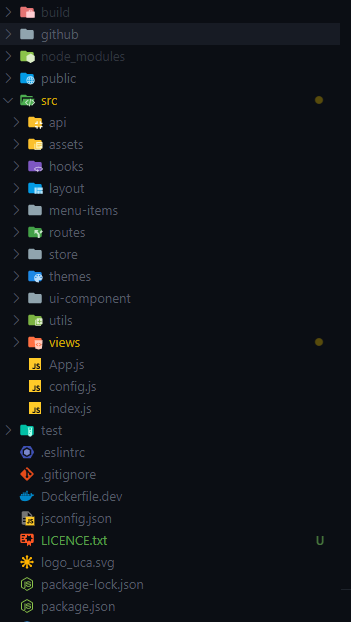 build
github
node_modules
public
src
api
assets
hooks
layout
menu-items
routes
store
themes
ui-component
utils
views
App.js
config.js
index.js
test
.eslintrc
.gitignore
Dockerfile.dev
jsconfig.json
LICENCE.txt U
logo_uca.svg
package-lock.json
package.json